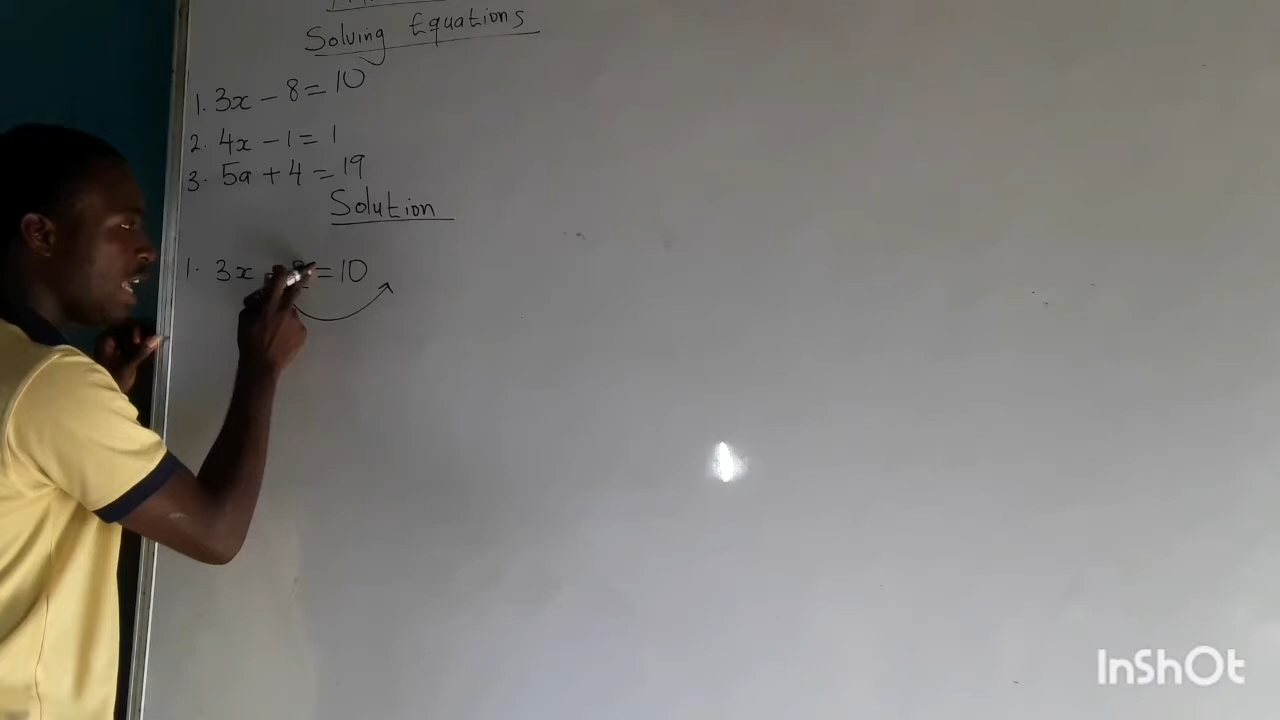 Solving Equations
1. 3x - 8 = 10
2. 4x - 1 = 1
3. 5a + 4 = 19
Solution
1. 3x - 8 = 10
InShOt